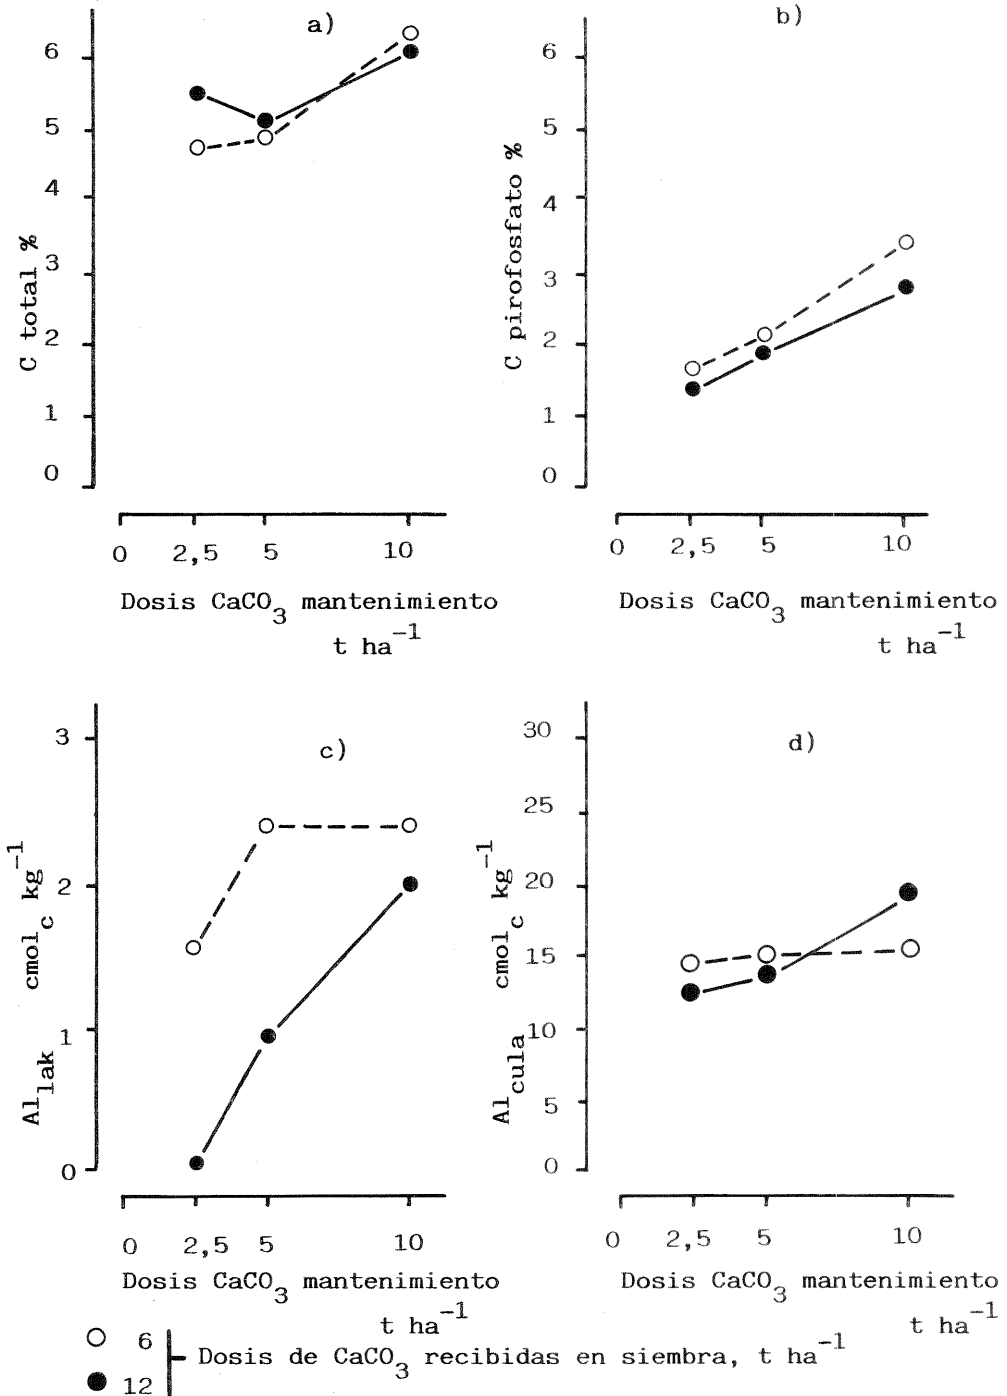 a)
6
5
4
3
2
1
0
C total %
0 2,5 5 10
Dosis CaCO3 mantenimiento
t ha-1
b)
6
5
4
3
2
1
0
C pirofosfato %
0 2,5 5 10
Dosis CaCO3 mantenimiento
t ha-1
c)
3
2
1
0
Al lak cmolc kg-1
0 2,5 5 10
Dosis CaCO3 mantenimiento
t ha-1
d)
30
25
20
15
10
5
0
Al cula cmolc kg-1
0 2,5 5 10
Dosis CaCO3 mantenimiento
t ha-1
6
12
Dosis de CaCO3 recibidas en siembra, t ha-1